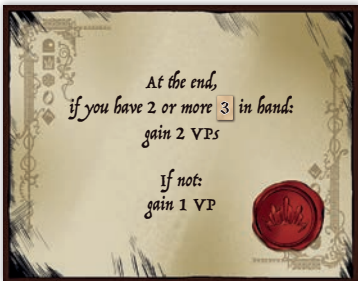 At the end,
if you have 2 or more 3 in hand:
gain 2 VPs
If not:
gain 1 VP